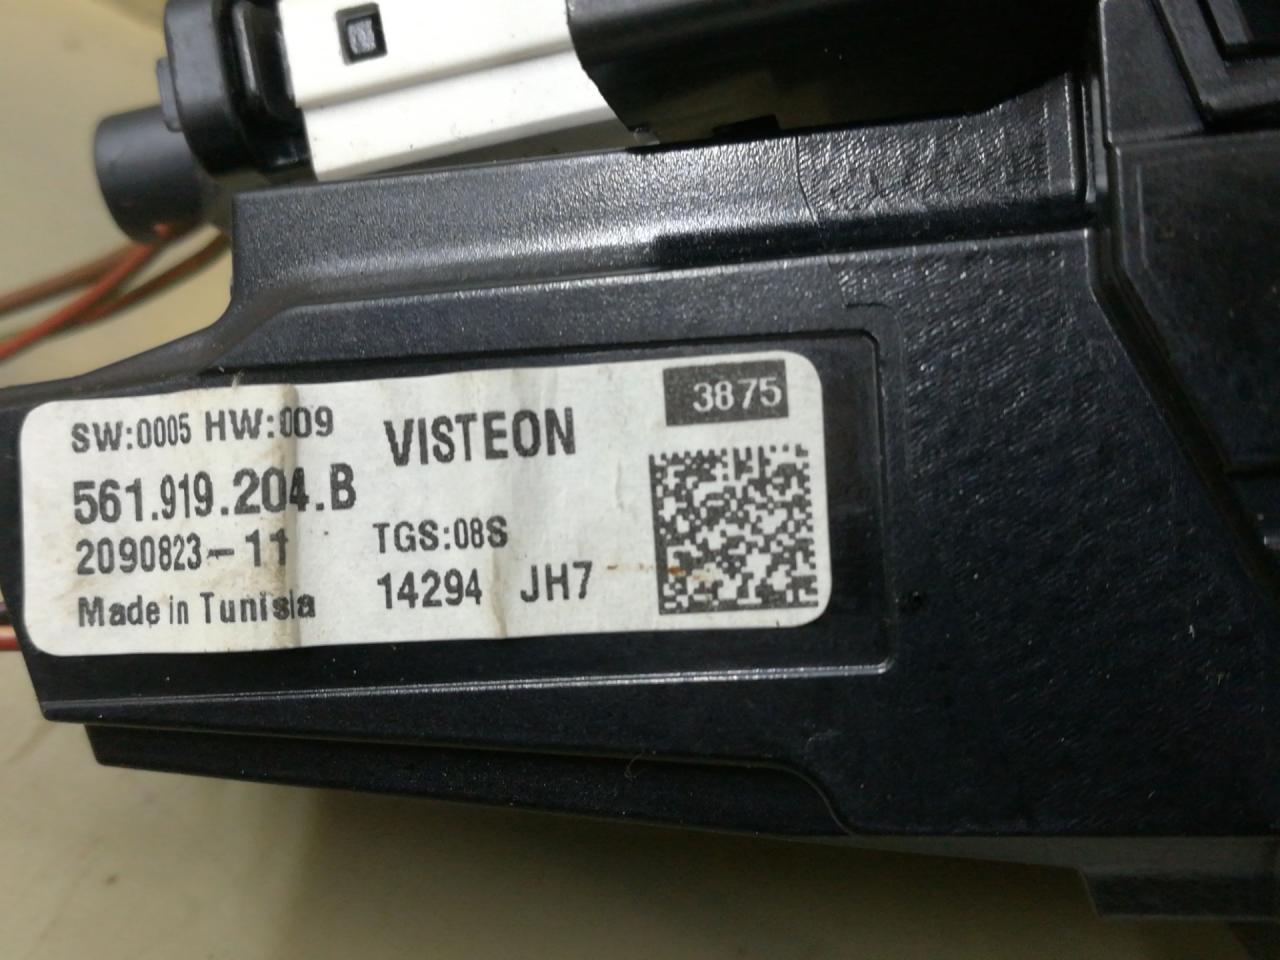 3875
SW:0005 HW:009
VISTEON
561.919.204.B
2090823-11
TGS:08S
Made in Tunisia
14294 JH7